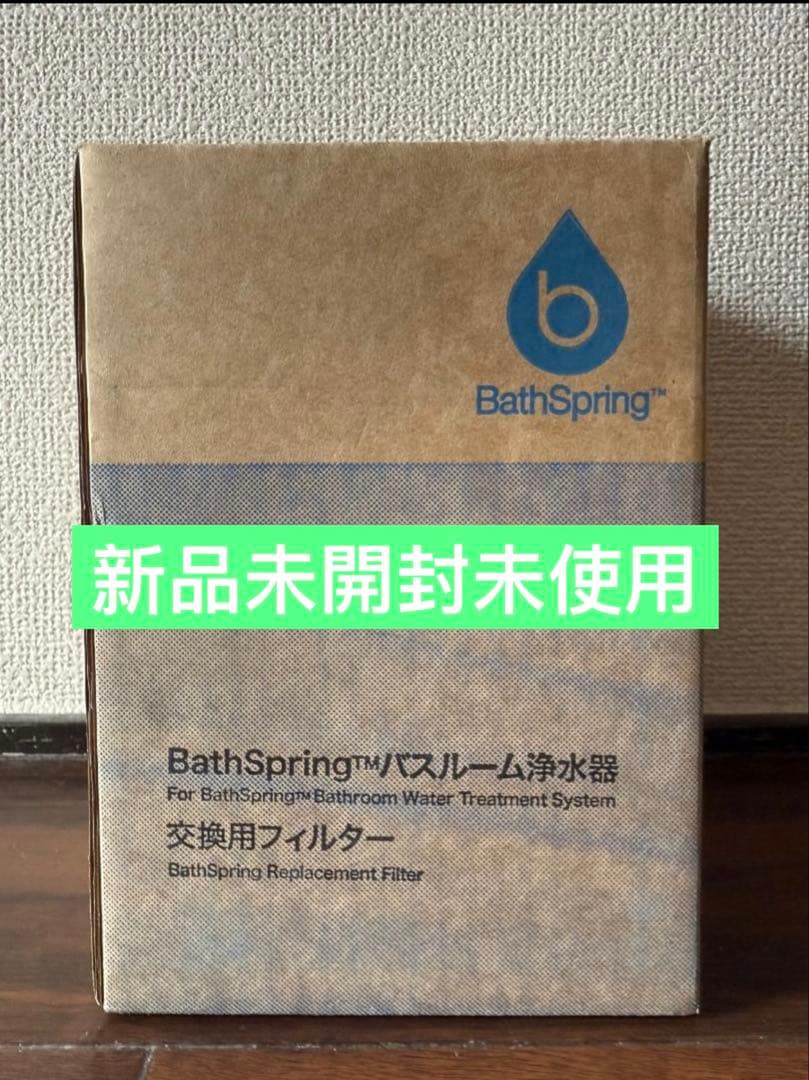 b
BathSpring™
新品未開封未使用
BathSpring™バスルーム浄水器
For BathSpring™ Bathroom Water Treatment System
交換用フィルター
BathSpring Replacement Filter